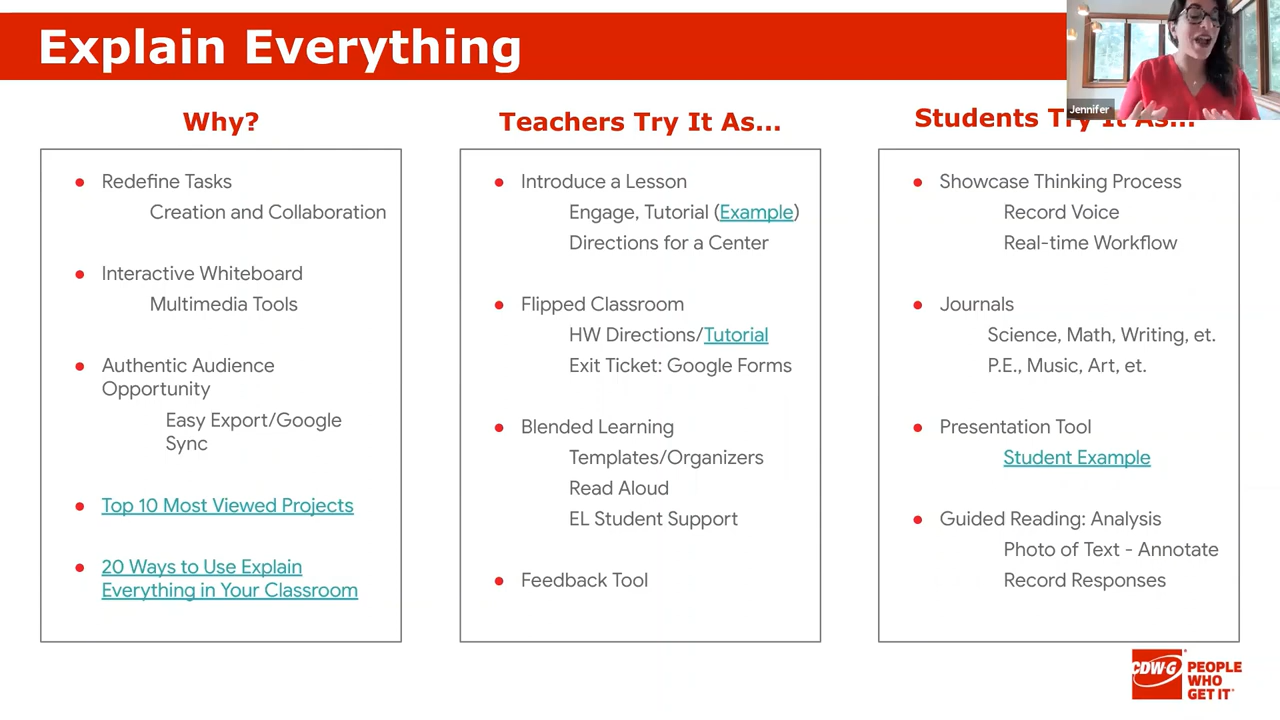 Explain Everything
Jennifer
Why?
Redefine Tasks
Creation and Collaboration
Interactive Whiteboard
Multimedia Tools
Authentic Audience
Opportunity
Easy Export/Google
Sync
Top 10 Most Viewed Projects
20 Ways to Use Explain
Everything in Your Classroom
Teachers Try It As...
Introduce a Lesson
Engage, Tutorial (Example)
Directions for a Center
Flipped Classroom
HW Directions/Tutorial
Exit Ticket: Google Forms
Blended Learning
Templates/Organizers
Read Aloud
EL Student Support
Feedback Tool
Students Try It As...
Showcase Thinking Process
Record Voice
Real-time Workflow
Journals
Science, Math, Writing, et.
P.E., Music, Art, et.
Presentation Tool
Student Example
Guided Reading: Analysis
Photo of Text - Annotate
Record Responses
CDW·G
PEOPLE
WHO
GET IT